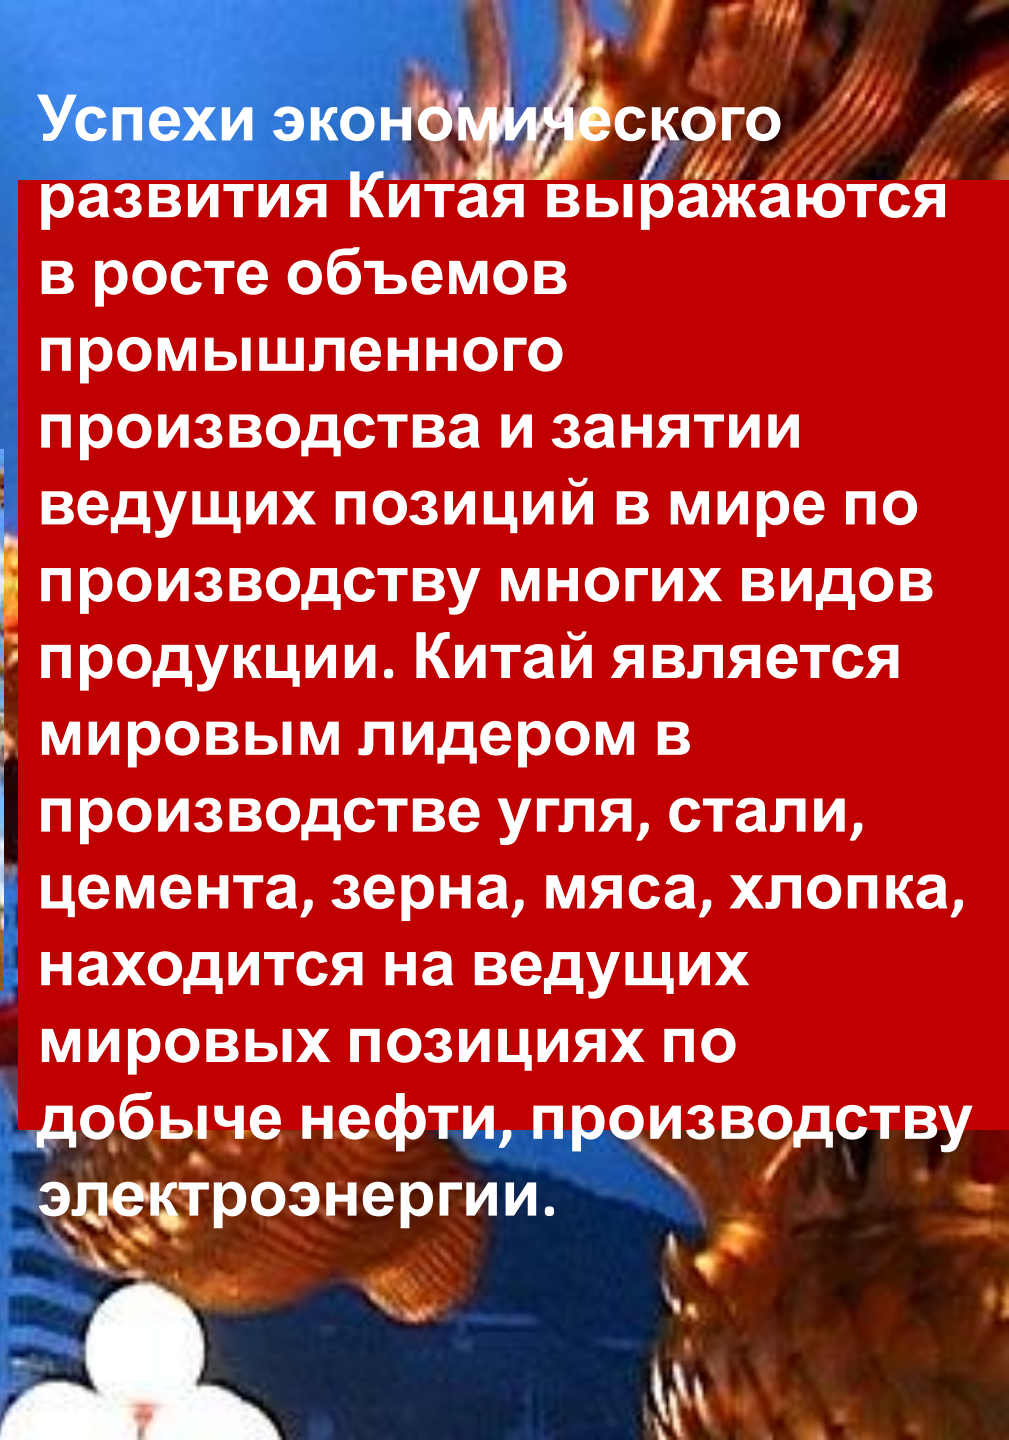 Успехи экономического
развития Китая выражаются
в росте объемов
промышленного
производства и занятии
ведущих позиций в мире по
производству многих видов
продукции. Китай является
мировым лидером в
производстве угля, стали,
цемента, зерна, мяса, хлопка,
находится на ведущих
мировых позициях по
добыче нефти, производству
электроэнергии.